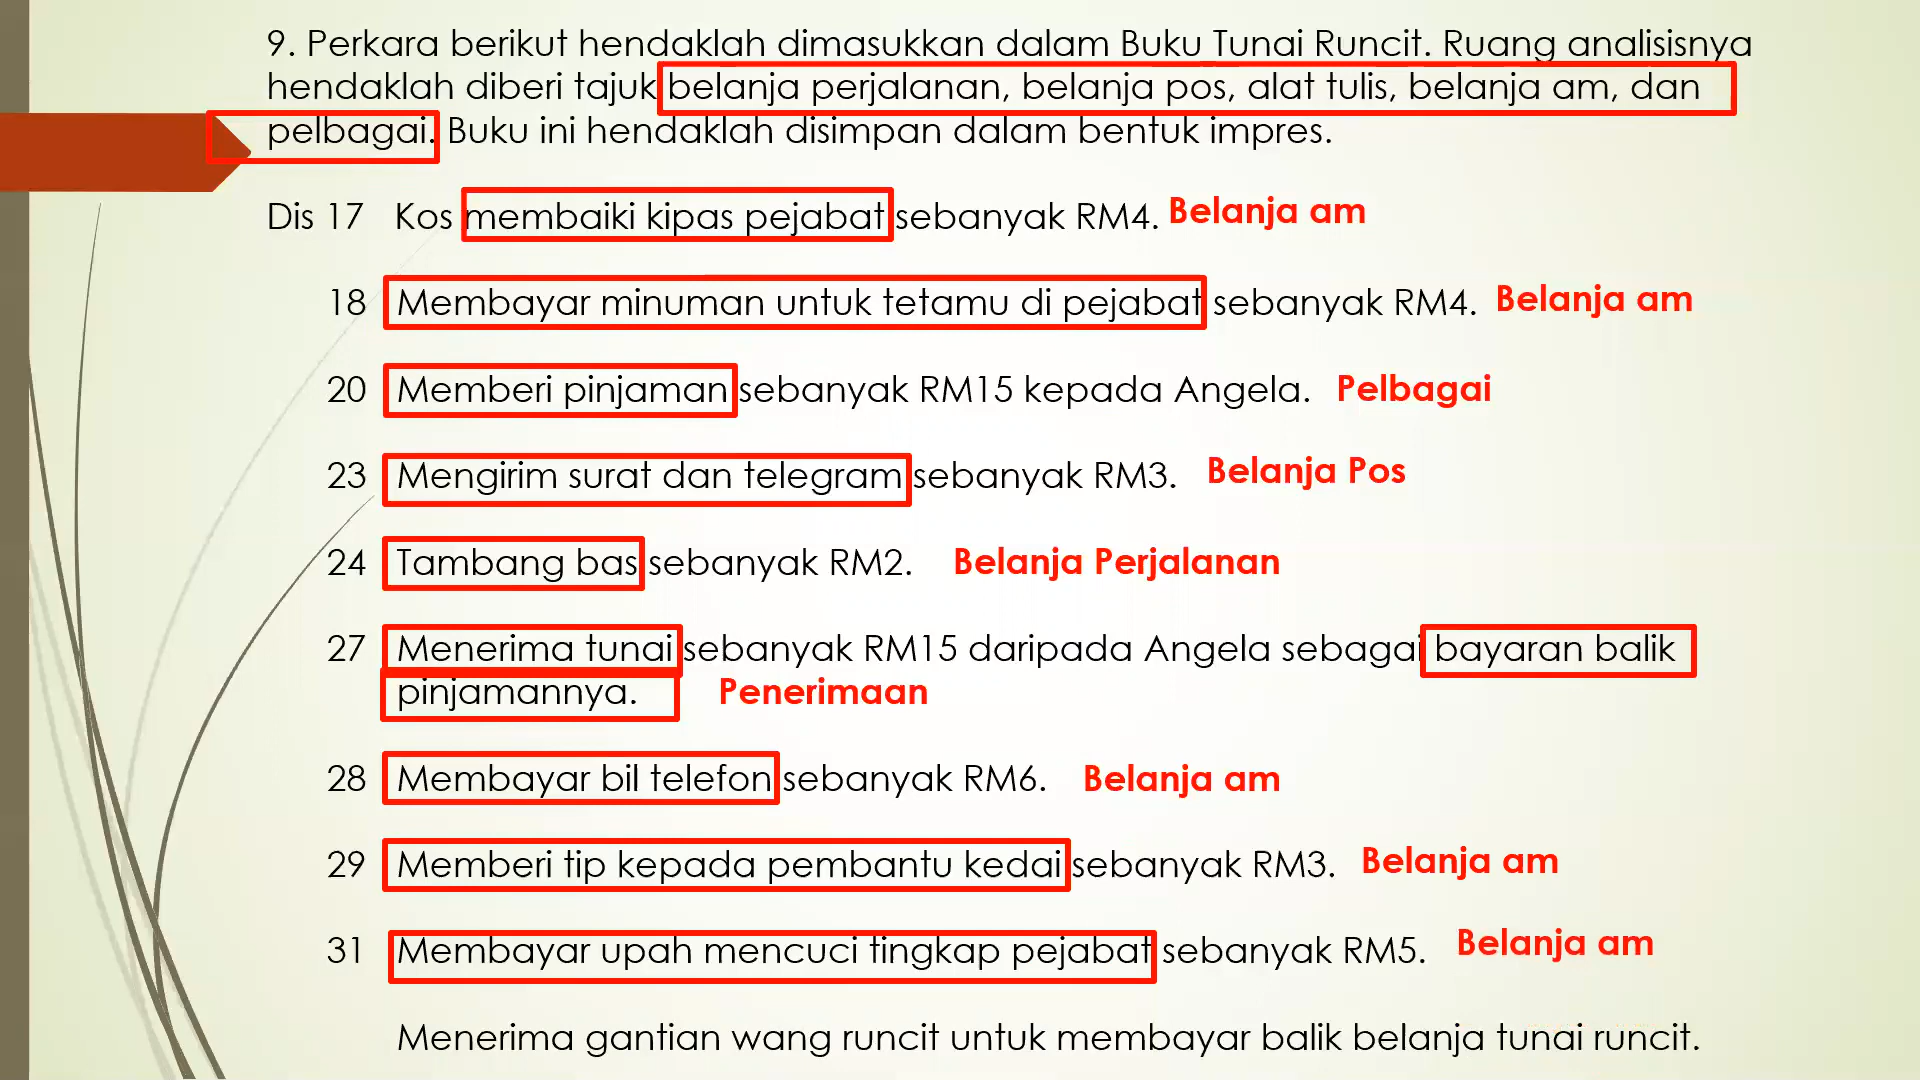 9. Perkara berikut hendaklah dimasukkan dalam Buku Tunai Runcit. Ruang analisisnya
hendaklah diberi tajuk belanja perjalanan, belanja pos, alat tulis, belanja am, dan
pelbagai. Buku ini hendaklah disimpan dalam bentuk impres.
Dis 17 Kos membaiki kipas pejabat sebanyak RM4. Belanja am
18 Membayar minuman untuk tetamu di pejabat sebanyak RM4. Belanja am
20 Memberi pinjaman sebanyak RM15 kepada Angela. Pelbagai
23 Mengirim surat dan telegram sebanyak RM3. Belanja Pos
24 Tambang bas sebanyak RM2. Belanja Perjalanan
27 Menerima tunai sebanyak RM15 daripada Angela sebagai bayaran balik
pinjamannya. Penerimaan
28 Membayar bil telefon sebanyak RM6. Belanja am
29 Memberi tip kepada pembantu kedai sebanyak RM3. Belanja am
31 Membayar upah mencuci tingkap pejabat sebanyak RM5. Belanja am
Menerima gantian wang runcit untuk membayar balik belanja tunai runcit.